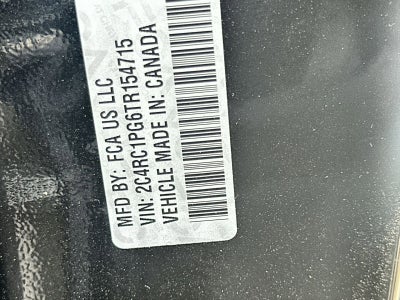 MFD BY: FCA US LLC
VIN: 2C4RC1PG6TR154715
VEHICLE MADE IN: CANADA